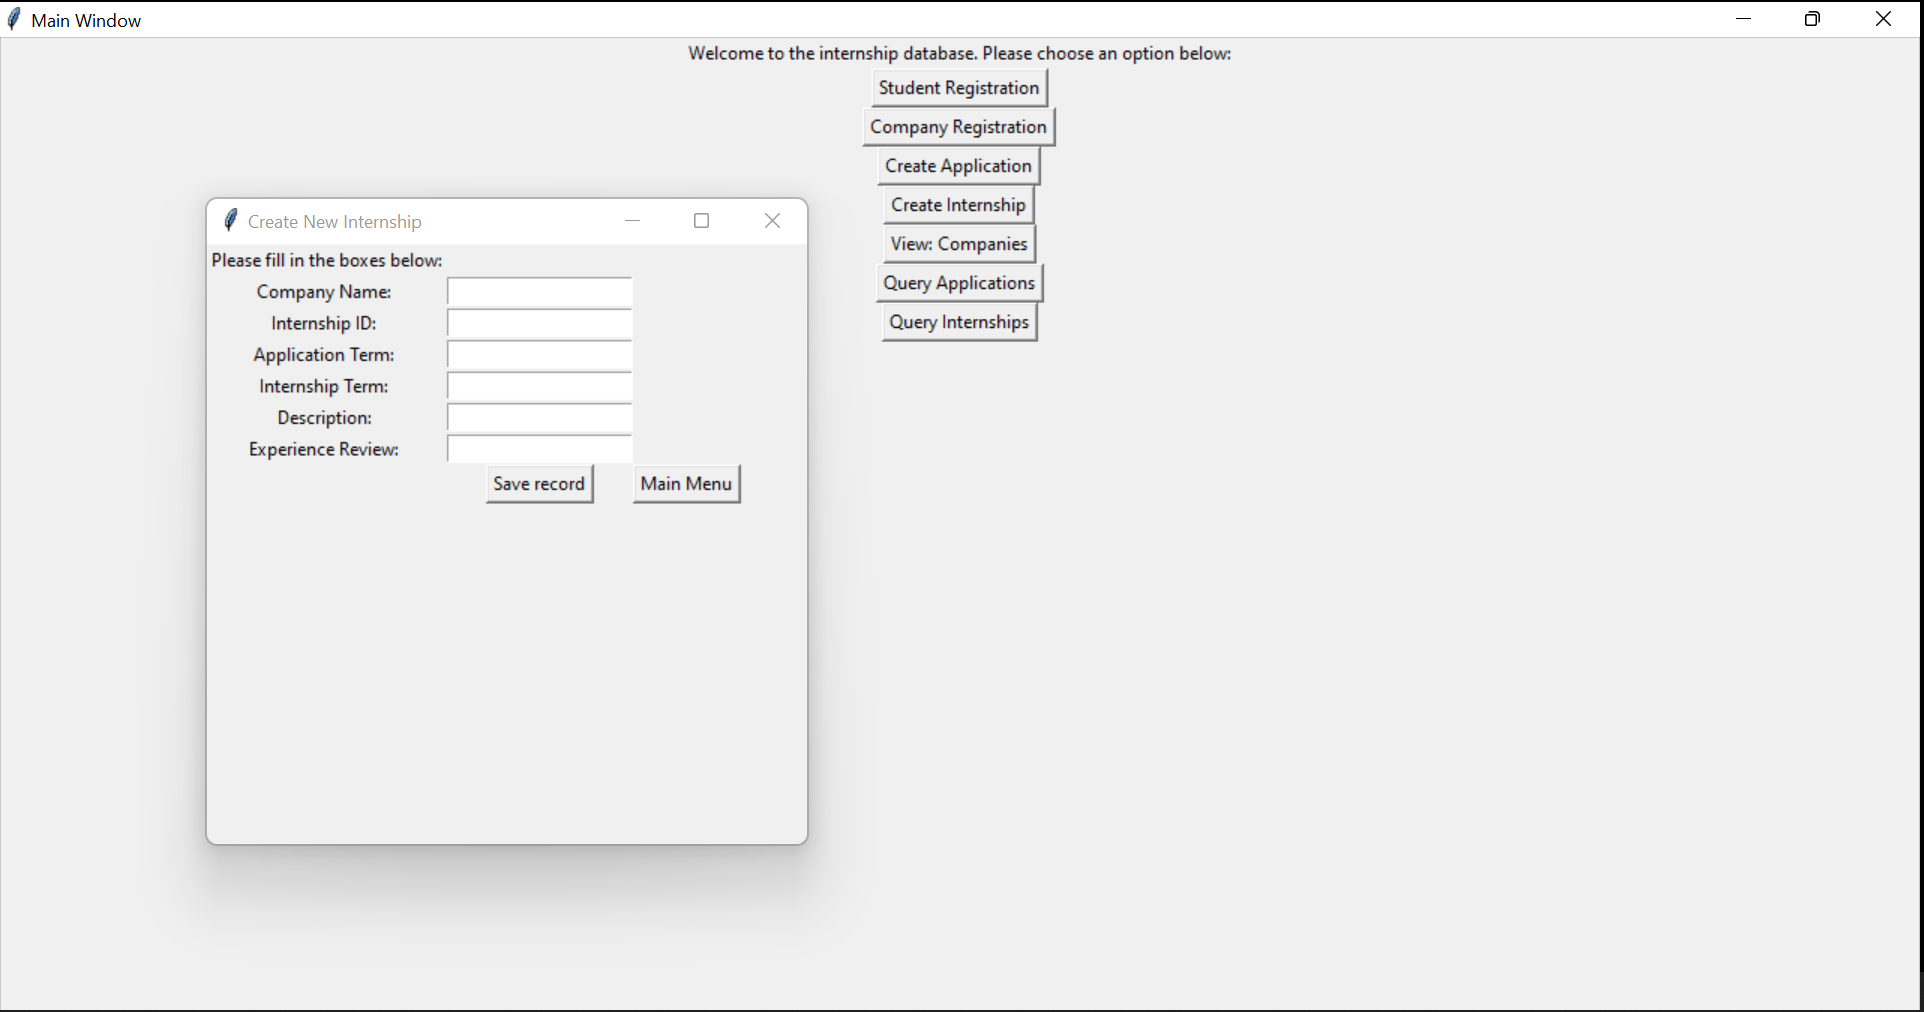 Main Window
Welcome to the internship database. Please choose an option below:
Student Registration
Company Registration
Create Application
Create Internship
View: Companies
Query Applications
Query Internships
Create New Internship
Please fill in the boxes below:
Company Name:
Internship ID:
Application Term:
Internship Term:
Description:
Experience Review:
Save record Main Menu